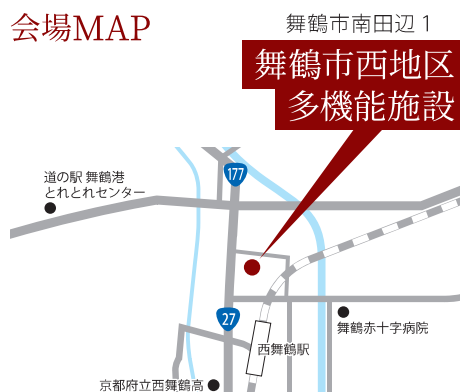 会場MAP
舞鶴市南田辺1
舞鶴市西地区
多機能施設
177
道の駅 舞鶴港
とれとれセンター
27
舞鶴赤十字病院
西舞鶴駅
京都府立西舞鶴高